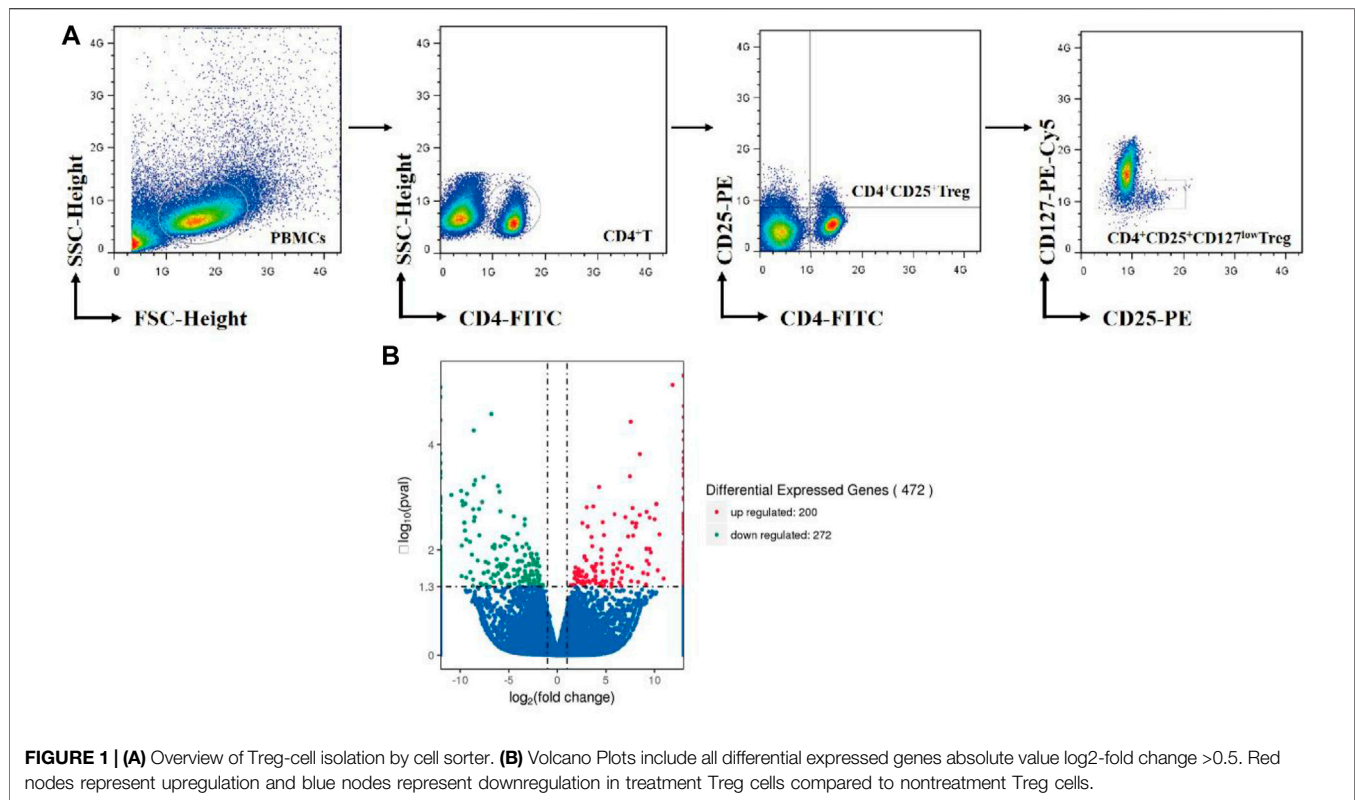 A
4G
3G
2G
1G
0
SSC-Height
PBMCs
0 1G 2G 3G 4G
FSC-Height
4G
3G
2G
1G
0
SSC-Height
CD4⁺T
0 1G 2G 3G 4G
CD4-FITC
4G
3G
2G
1G
0
CD25-PE
CD4⁺CD25⁺Treg
0 1G 2G 3G 4G
CD4-FITC
4G
3G
2G
1G
0
CD127-PE-Cy5
CD4⁺CD25⁺CD127ˡᵒʷTreg
0 1G 2G 3G 4G
CD25-PE
B
4
2
1.3
0
□log₁₀(pval)
-10 -5 0 5 10
log₂(fold change)
Differential Expressed Genes ( 472 )
up regulated: 200
down regulated: 272
FIGURE 1 | (A) Overview of Treg-cell isolation by cell sorter. (B) Volcano Plots include all differential expressed genes absolute value log2-fold change >0.5. Red
nodes represent upregulation and blue nodes represent downregulation in treatment Treg cells compared to nontreatment Treg cells.